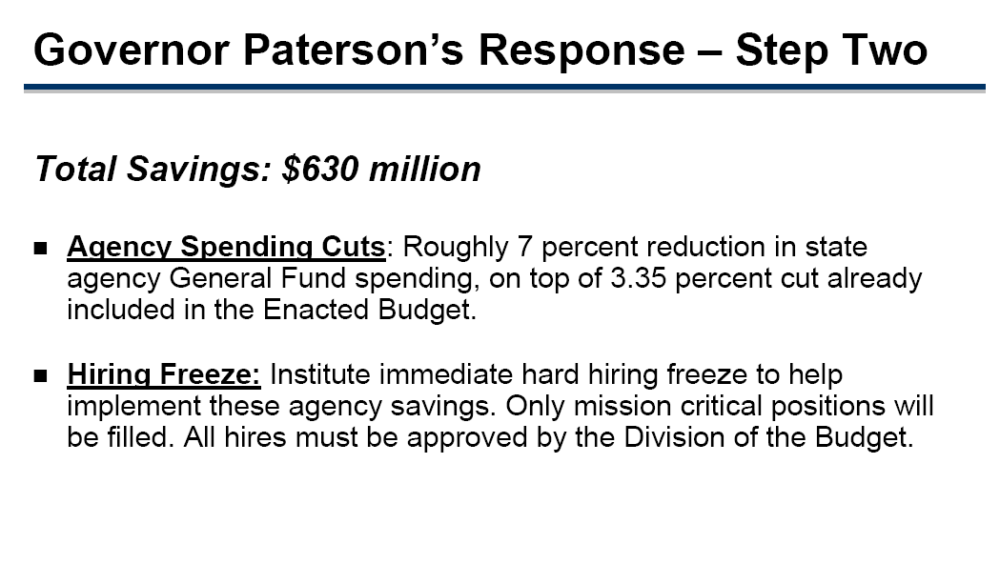 Governor Paterson’s Response – Step Two
Total Savings: $630 million
■ Agency Spending Cuts: Roughly 7 percent reduction in state
agency General Fund spending, on top of 3.35 percent cut already
included in the Enacted Budget.
■ Hiring Freeze: Institute immediate hard hiring freeze to help
implement these agency savings. Only mission critical positions will
be filled. All hires must be approved by the Division of the Budget.